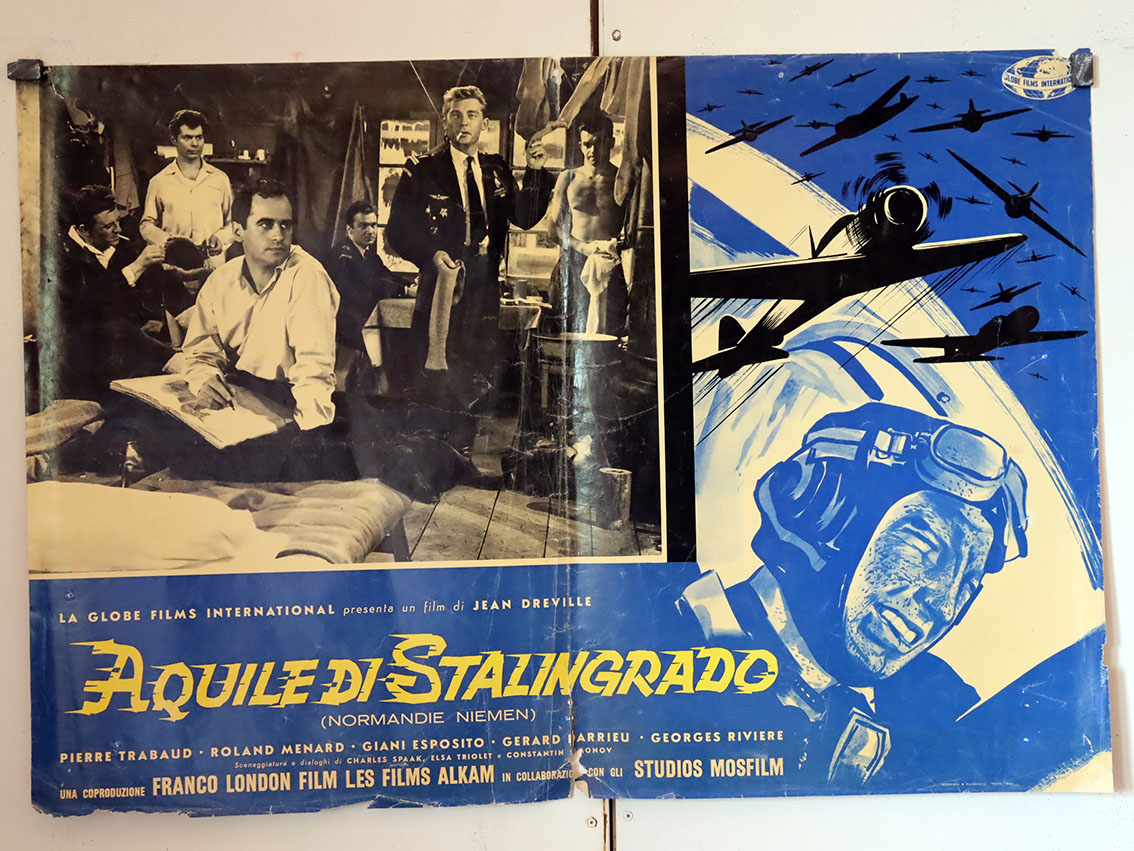 GLOBE FILMS INTERNATIONAL
LA GLOBE FILMS INTERNATIONAL presenta un film di JEAN DREVILLE
AQUILE DI STALINGRADO
(NORMANDIE NIEMEN)
PIERRE TRABAUD · ROLAND MENARD · GIANI ESPOSITO · GERARD DARRIEU · GEORGES RIVIERE
Sceneggiatura e dialoghi di CHARLES SPAAK, ELSA TRIOLET e CONSTANTIN
UNA COPRODUZIONE FRANCO LONDON FILM LES FILMS ALKAM IN COLLABORAZIONE CON GLI STUDIOS MOSFILM